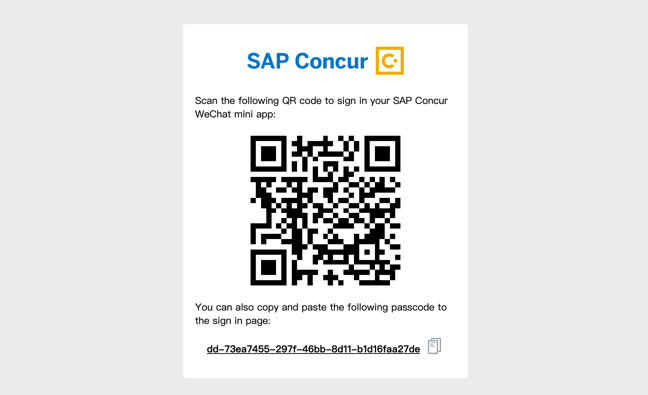 SAP Concur
Scan the following QR code to sign in your SAP Concur
WeChat mini app:
You can also copy and paste the following passcode to
the sign in page:
dd-73ea7455-297f-46bb-8d11-b1d16faa27de